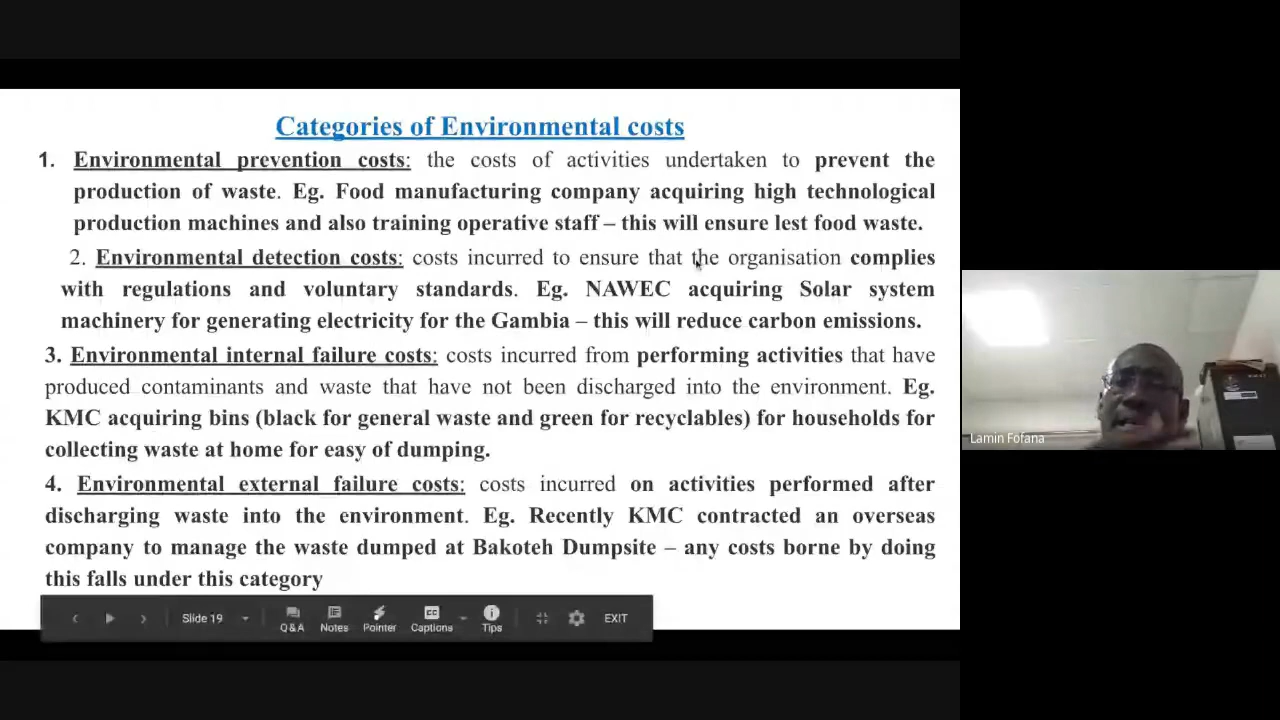 Categories of Environmental costs
1. Environmental prevention costs: the costs of activities undertaken to prevent the
production of waste. Eg. Food manufacturing company acquiring high technological
production machines and also training operative staff – this will ensure lest food waste.
2. Environmental detection costs: costs incurred to ensure that the organisation complies
with regulations and voluntary standards. Eg. NAWEC acquiring Solar system
machinery for generating electricity for the Gambia – this will reduce carbon emissions.
3. Environmental internal failure costs: costs incurred from performing activities that have
produced contaminants and waste that have not been discharged into the environment. Eg.
KMC acquiring bins (black for general waste and green for recyclables) for households for
collecting waste at home for easy of dumping.
4. Environmental external failure costs: costs incurred on activities performed after
discharging waste into the environment. Eg. Recently KMC contracted an overseas
company to manage the waste dumped at Bakoteh Dumpsite – any costs borne by doing
this falls under this category
Slide 19
Q&A Notes Pointer Captions Tips EXIT
Lamin Fofana